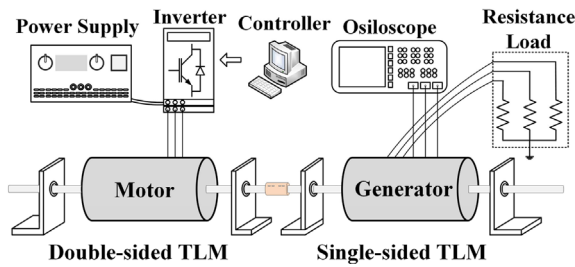 Power Supply
Inverter
Controller
Osiloscope
Resistance
Load
Motor
Generator
Double-sided TLM
Single-sided TLM